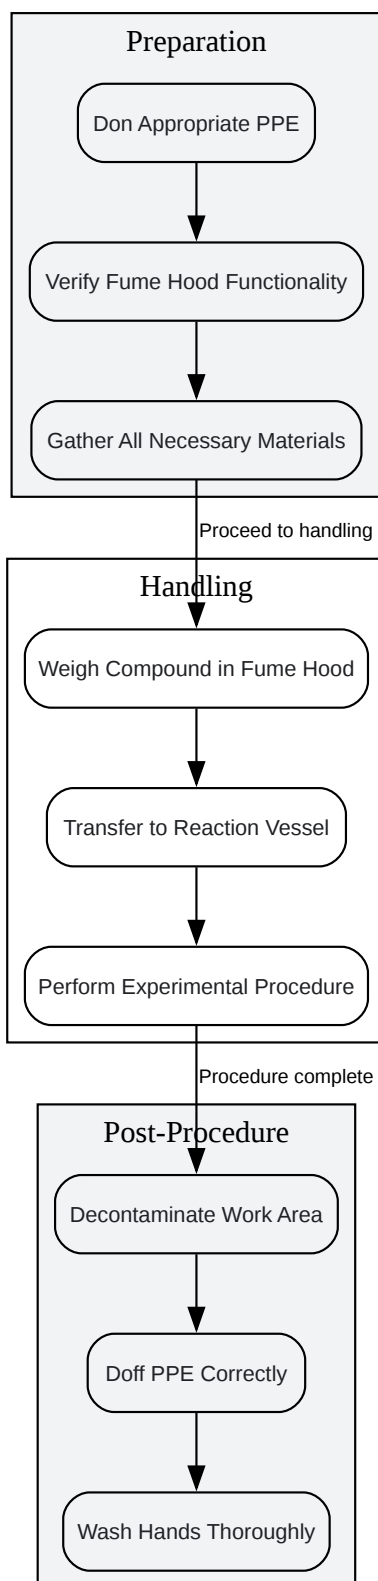 Preparation
Don Appropriate PPE
Verify Fume Hood Functionality
Gather All Necessary Materials
Proceed to handling
Handling
Weigh Compound in Fume Hood
Transfer to Reaction Vessel
Perform Experimental Procedure
Procedure complete
Post-Procedure
Decontaminate Work Area
Doff PPE Correctly
Wash Hands Thoroughly